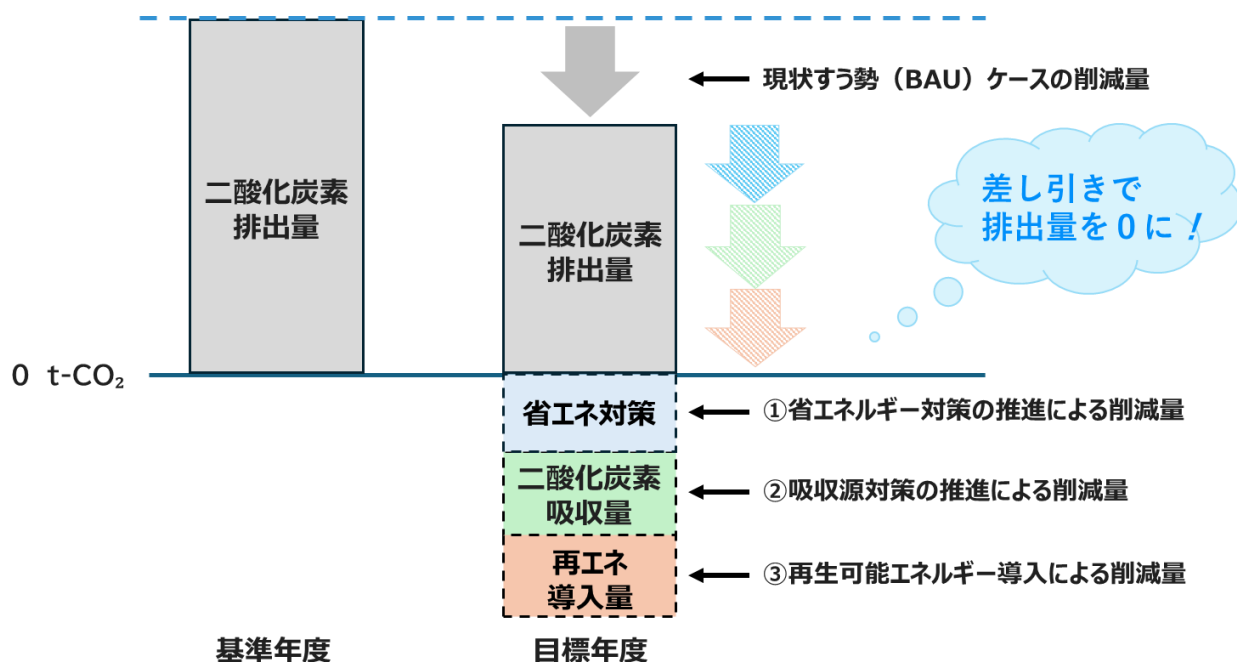 現状すう勢（BAU）ケースの削減量
二酸化炭素
排出量
二酸化炭素
排出量
差し引きで
排出量を０に！
0 t-CO₂
省エネ対策
①省エネルギー対策の推進による削減量
二酸化炭素
吸収量
②吸収源対策の推進による削減量
再エネ
導入量
③再生可能エネルギー導入による削減量
基準年度
目標年度